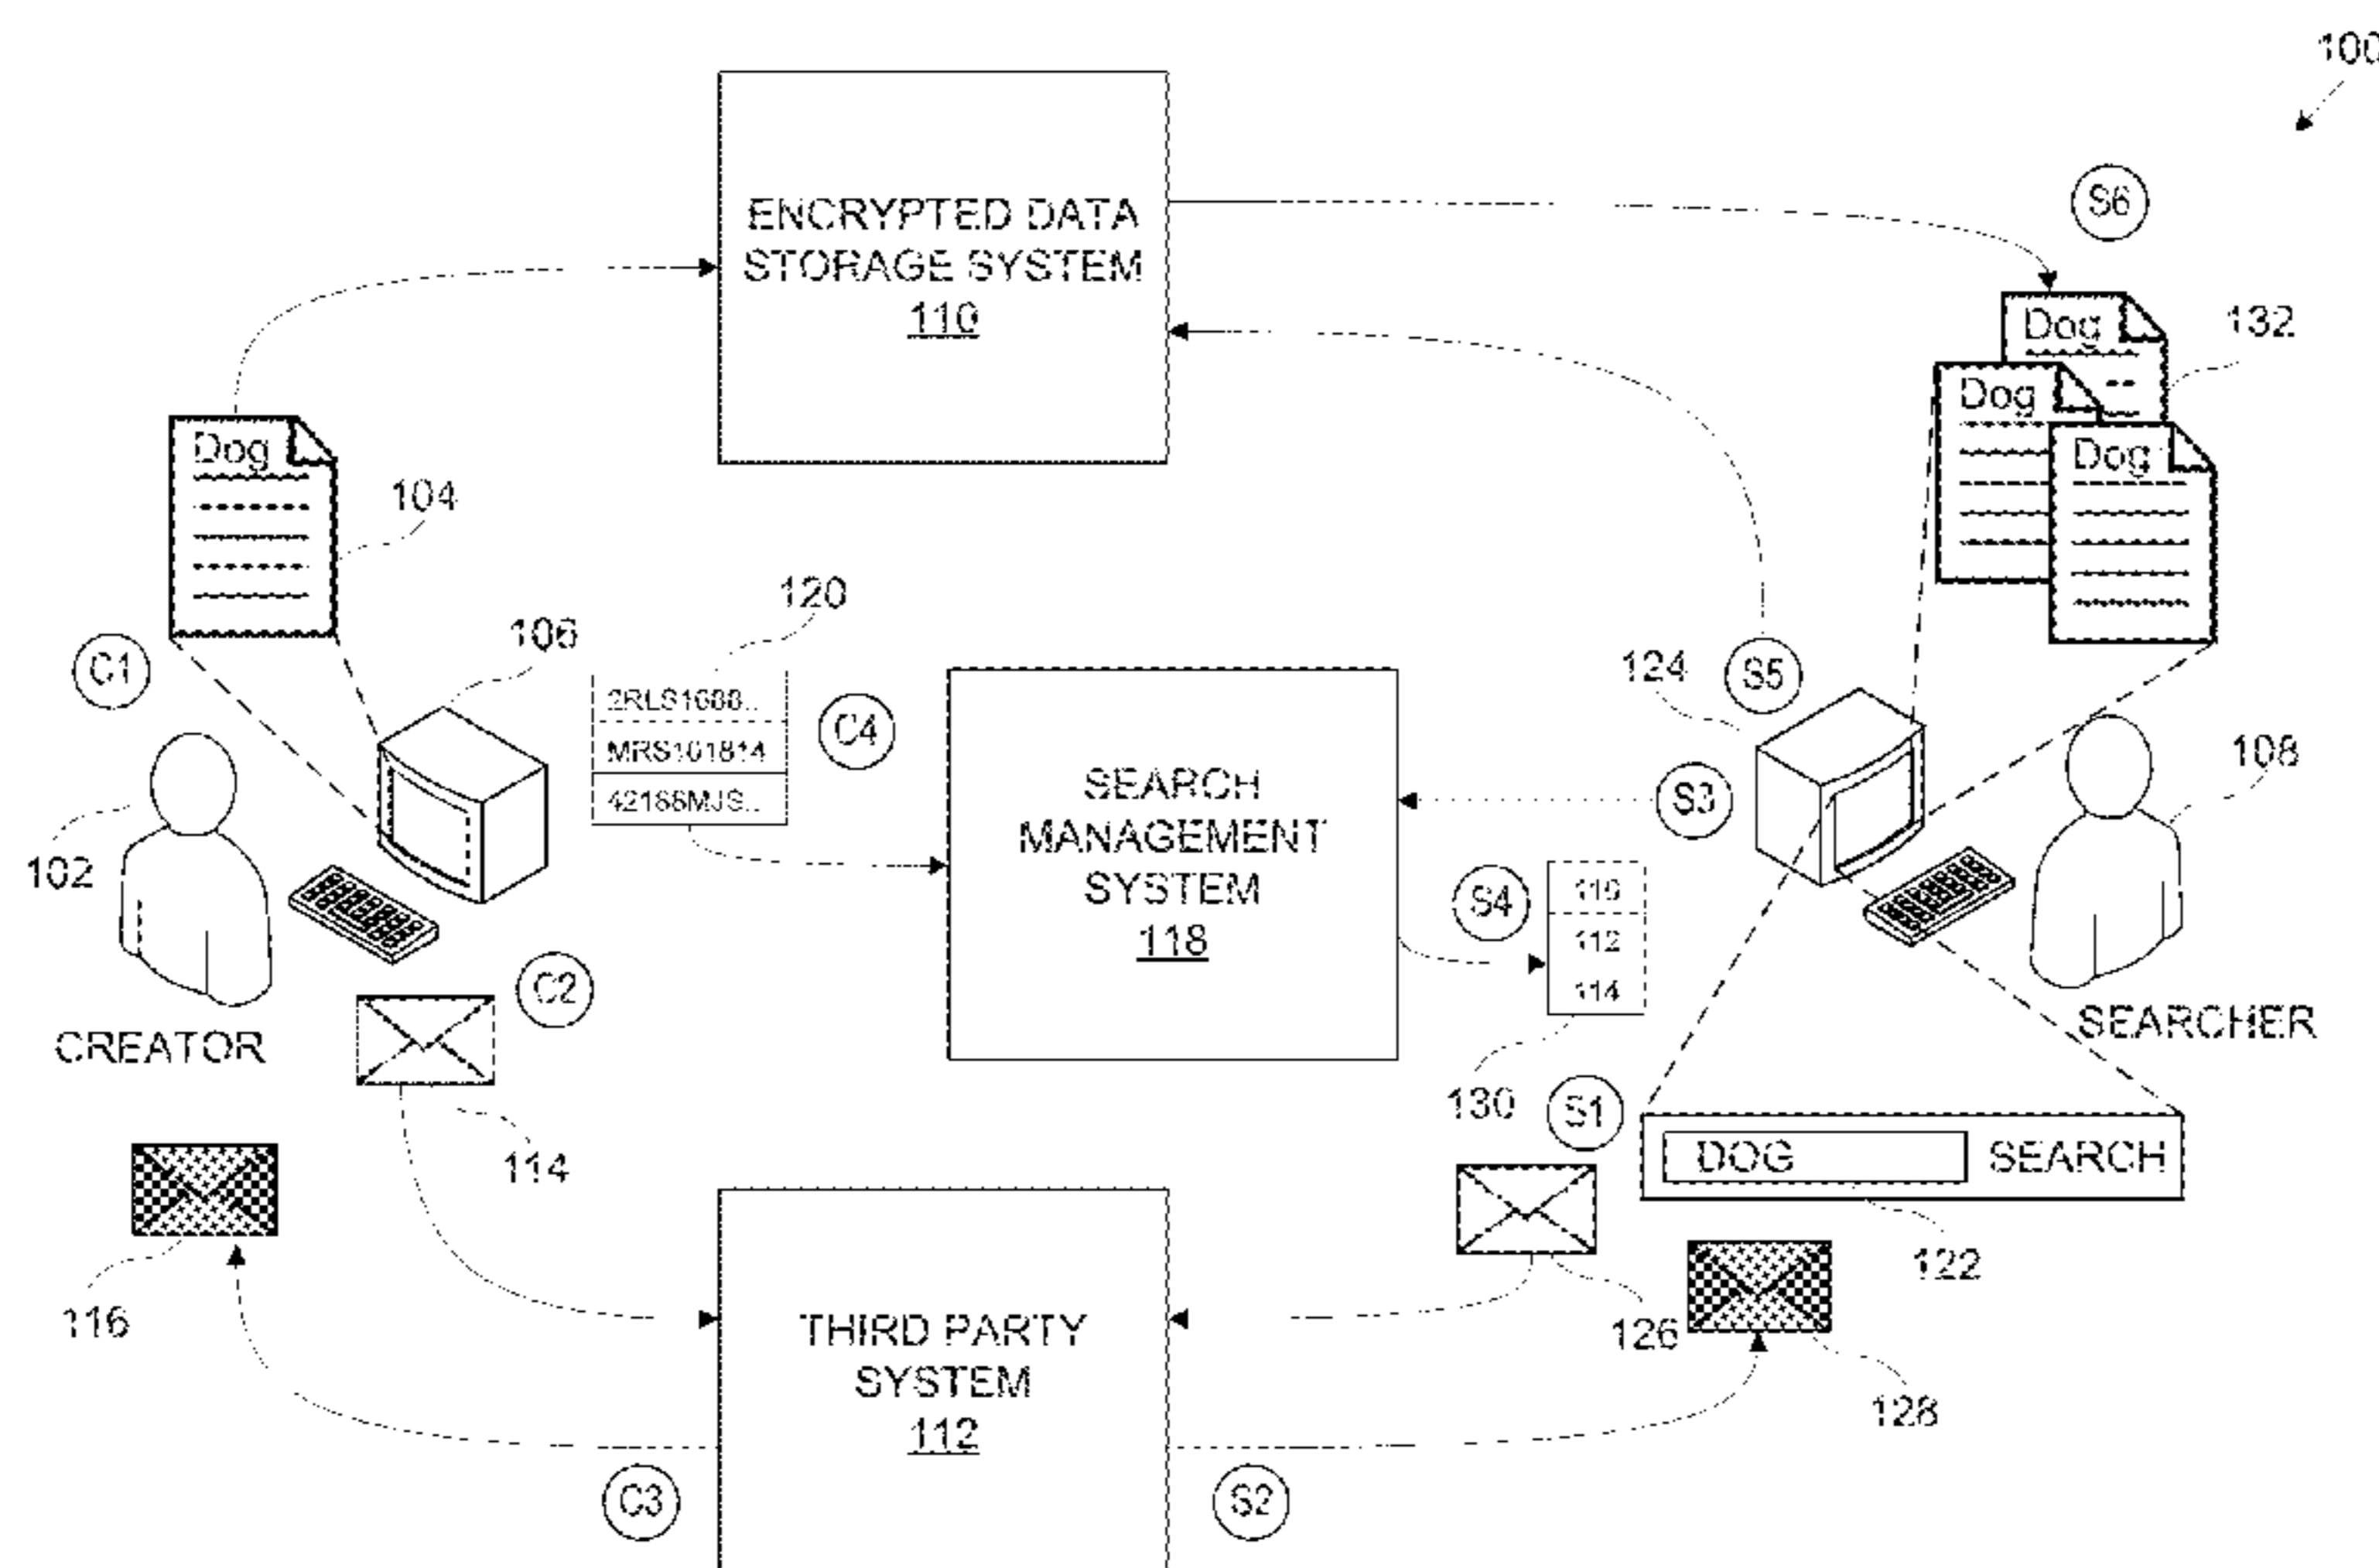 100
S6
ENCRYPTED DATA
STORAGE SYSTEM
110
Dog
132
Dog
Dog
Dog
104
120
106
C1
2RLS1688..
MRS101814
42168MJS..
C4
124
S5
SEARCH
MANAGEMENT
SYSTEM
118
S3
108
102
S4
110
112
114
C2
CREATOR
SEARCHER
130
S1
114
DOG
SEARCH
122
116
THIRD PARTY
SYSTEM
112
126
128
C3
S2